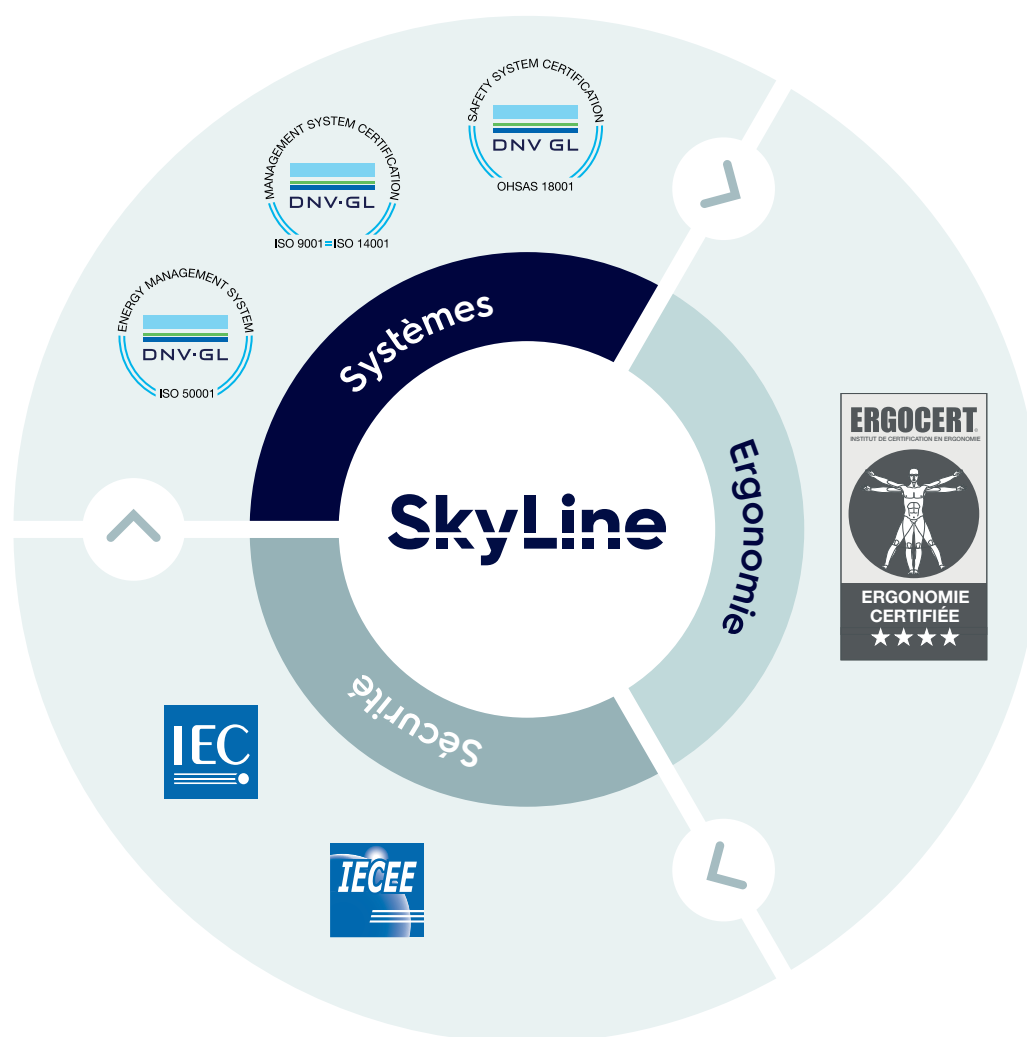 SAFETY SYSTEM CERTIFICATION
DNV GL
OHSAS 18001
MANAGEMENT SYSTEM CERTIFICATION
DNV·GL
ISO 9001=ISO 14001
ENERGY MANAGEMENT SYSTEM
DNV·GL
ISO 50001
Systèmes
Ergonomie
Sécurité
SkyLine
ERGOCERT®
INSTITUT DE CERTIFICATION EN ERGONOMIE
ERGONOMIE
CERTIFIÉE
IEC
IECEE